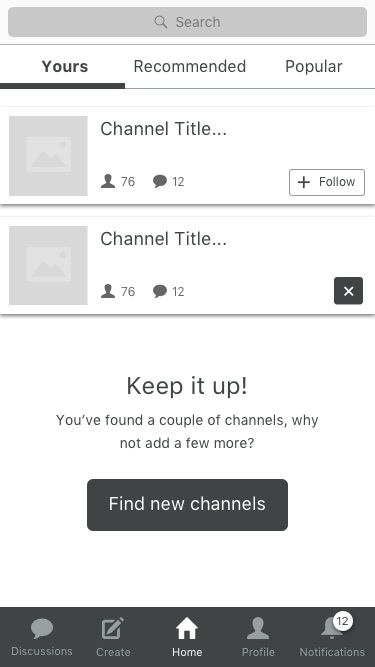 Search
Yours Recommended Popular
Channel Title...
76 12
Follow
Channel Title...
76 12
Keep it up!
You’ve found a couple of channels, why
not add a few more?
Find new channels
12
Discussions Create Home Profile Notifications